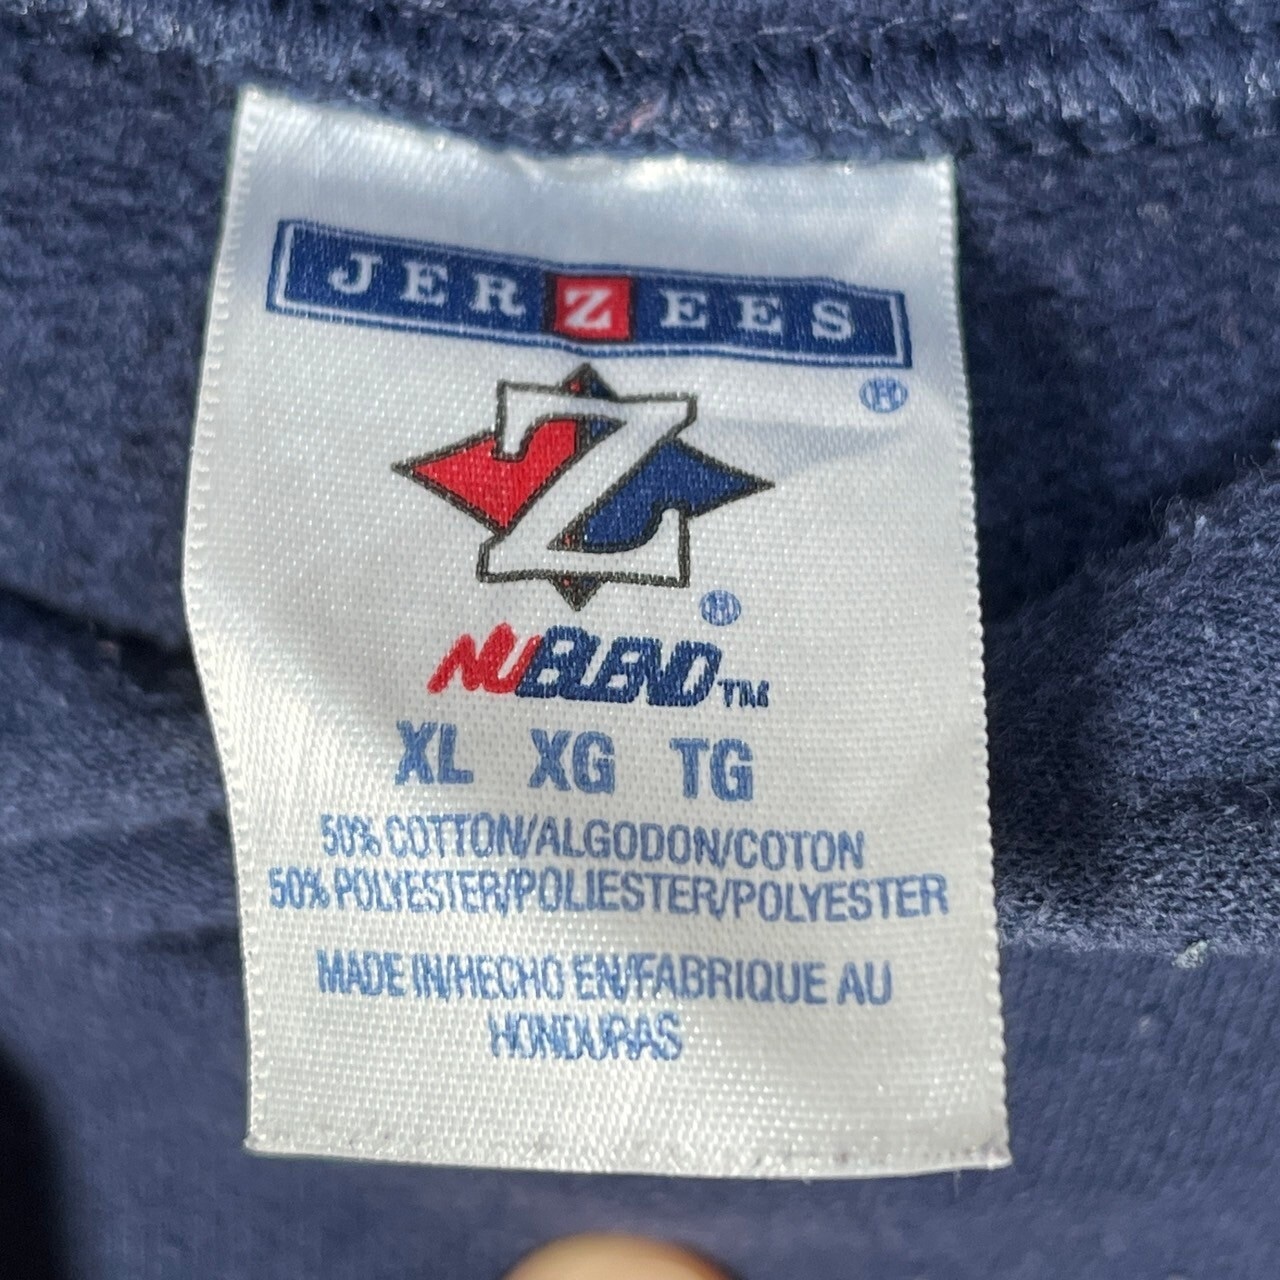 JERZEES
®
Z
®
NUBLEND™
XL XG TG
50% COTTON/ALGODON/COTON
50% POLYESTER/POLIESTER/POLYESTER
MADE IN/HECHO EN/FABRIQUE AU
HONDURAS